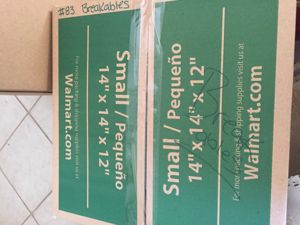 #83 Breakables
Small / Pequeño
14" x 14" x 12"
For more packing & shipping supplies visit us at
Walmart.com
Small / Pequeño
14" x 14" x 12"
For more packing & shipping supplies visit us at
Walmart.com